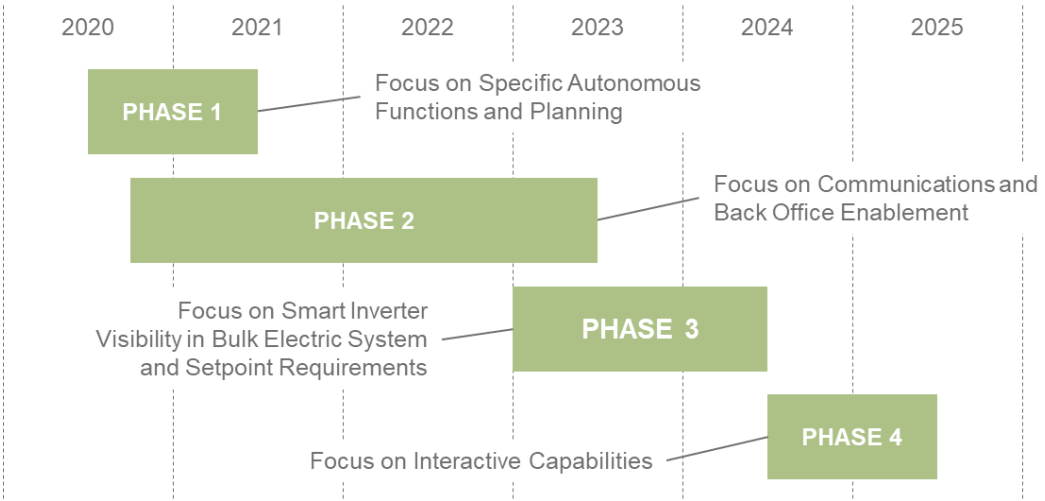 2020 2021 2022 2023 2024 2025
PHASE 1
Focus on Specific Autonomous
Functions and Planning
PHASE 2
Focus on Communications and
Back Office Enablement
Focus on Smart Inverter
Visibility in Bulk Electric System
and Setpoint Requirements
PHASE 3
Focus on Interactive Capabilities
PHASE 4